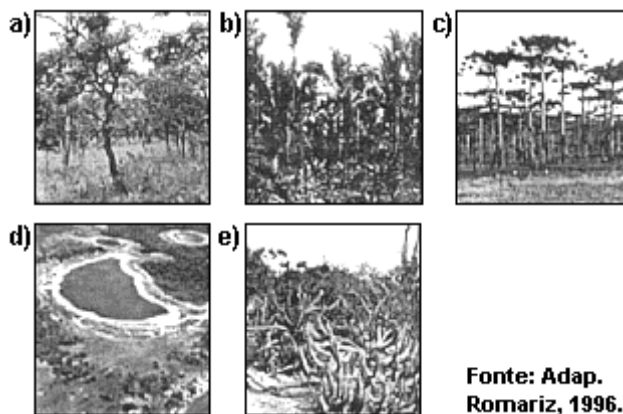 a) b) c)
d) e)
Fonte: Adap.
Romariz, 1996.